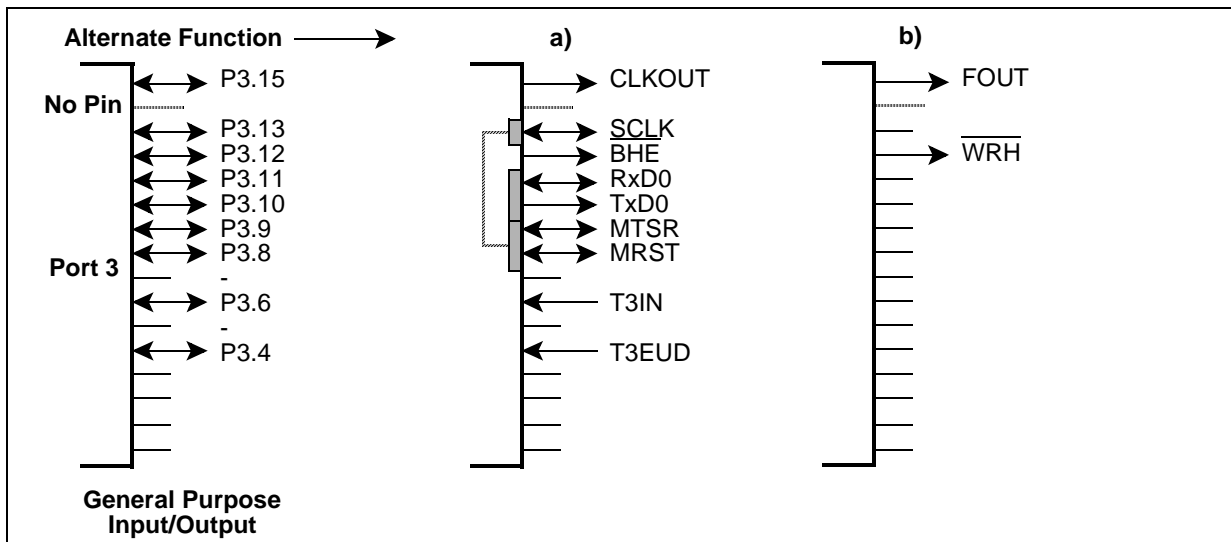 Alternate Function
a)
b)
No Pin
Port 3
P3.15
P3.13
P3.12
P3.11
P3.10
P3.9
P3.8
-
P3.6
-
P3.4
General Purpose
Input/Output
CLKOUT
SCLK
BHE
RxD0
TxD0
MTSR
MRST
T3IN
T3EUD
FOUT
WRH